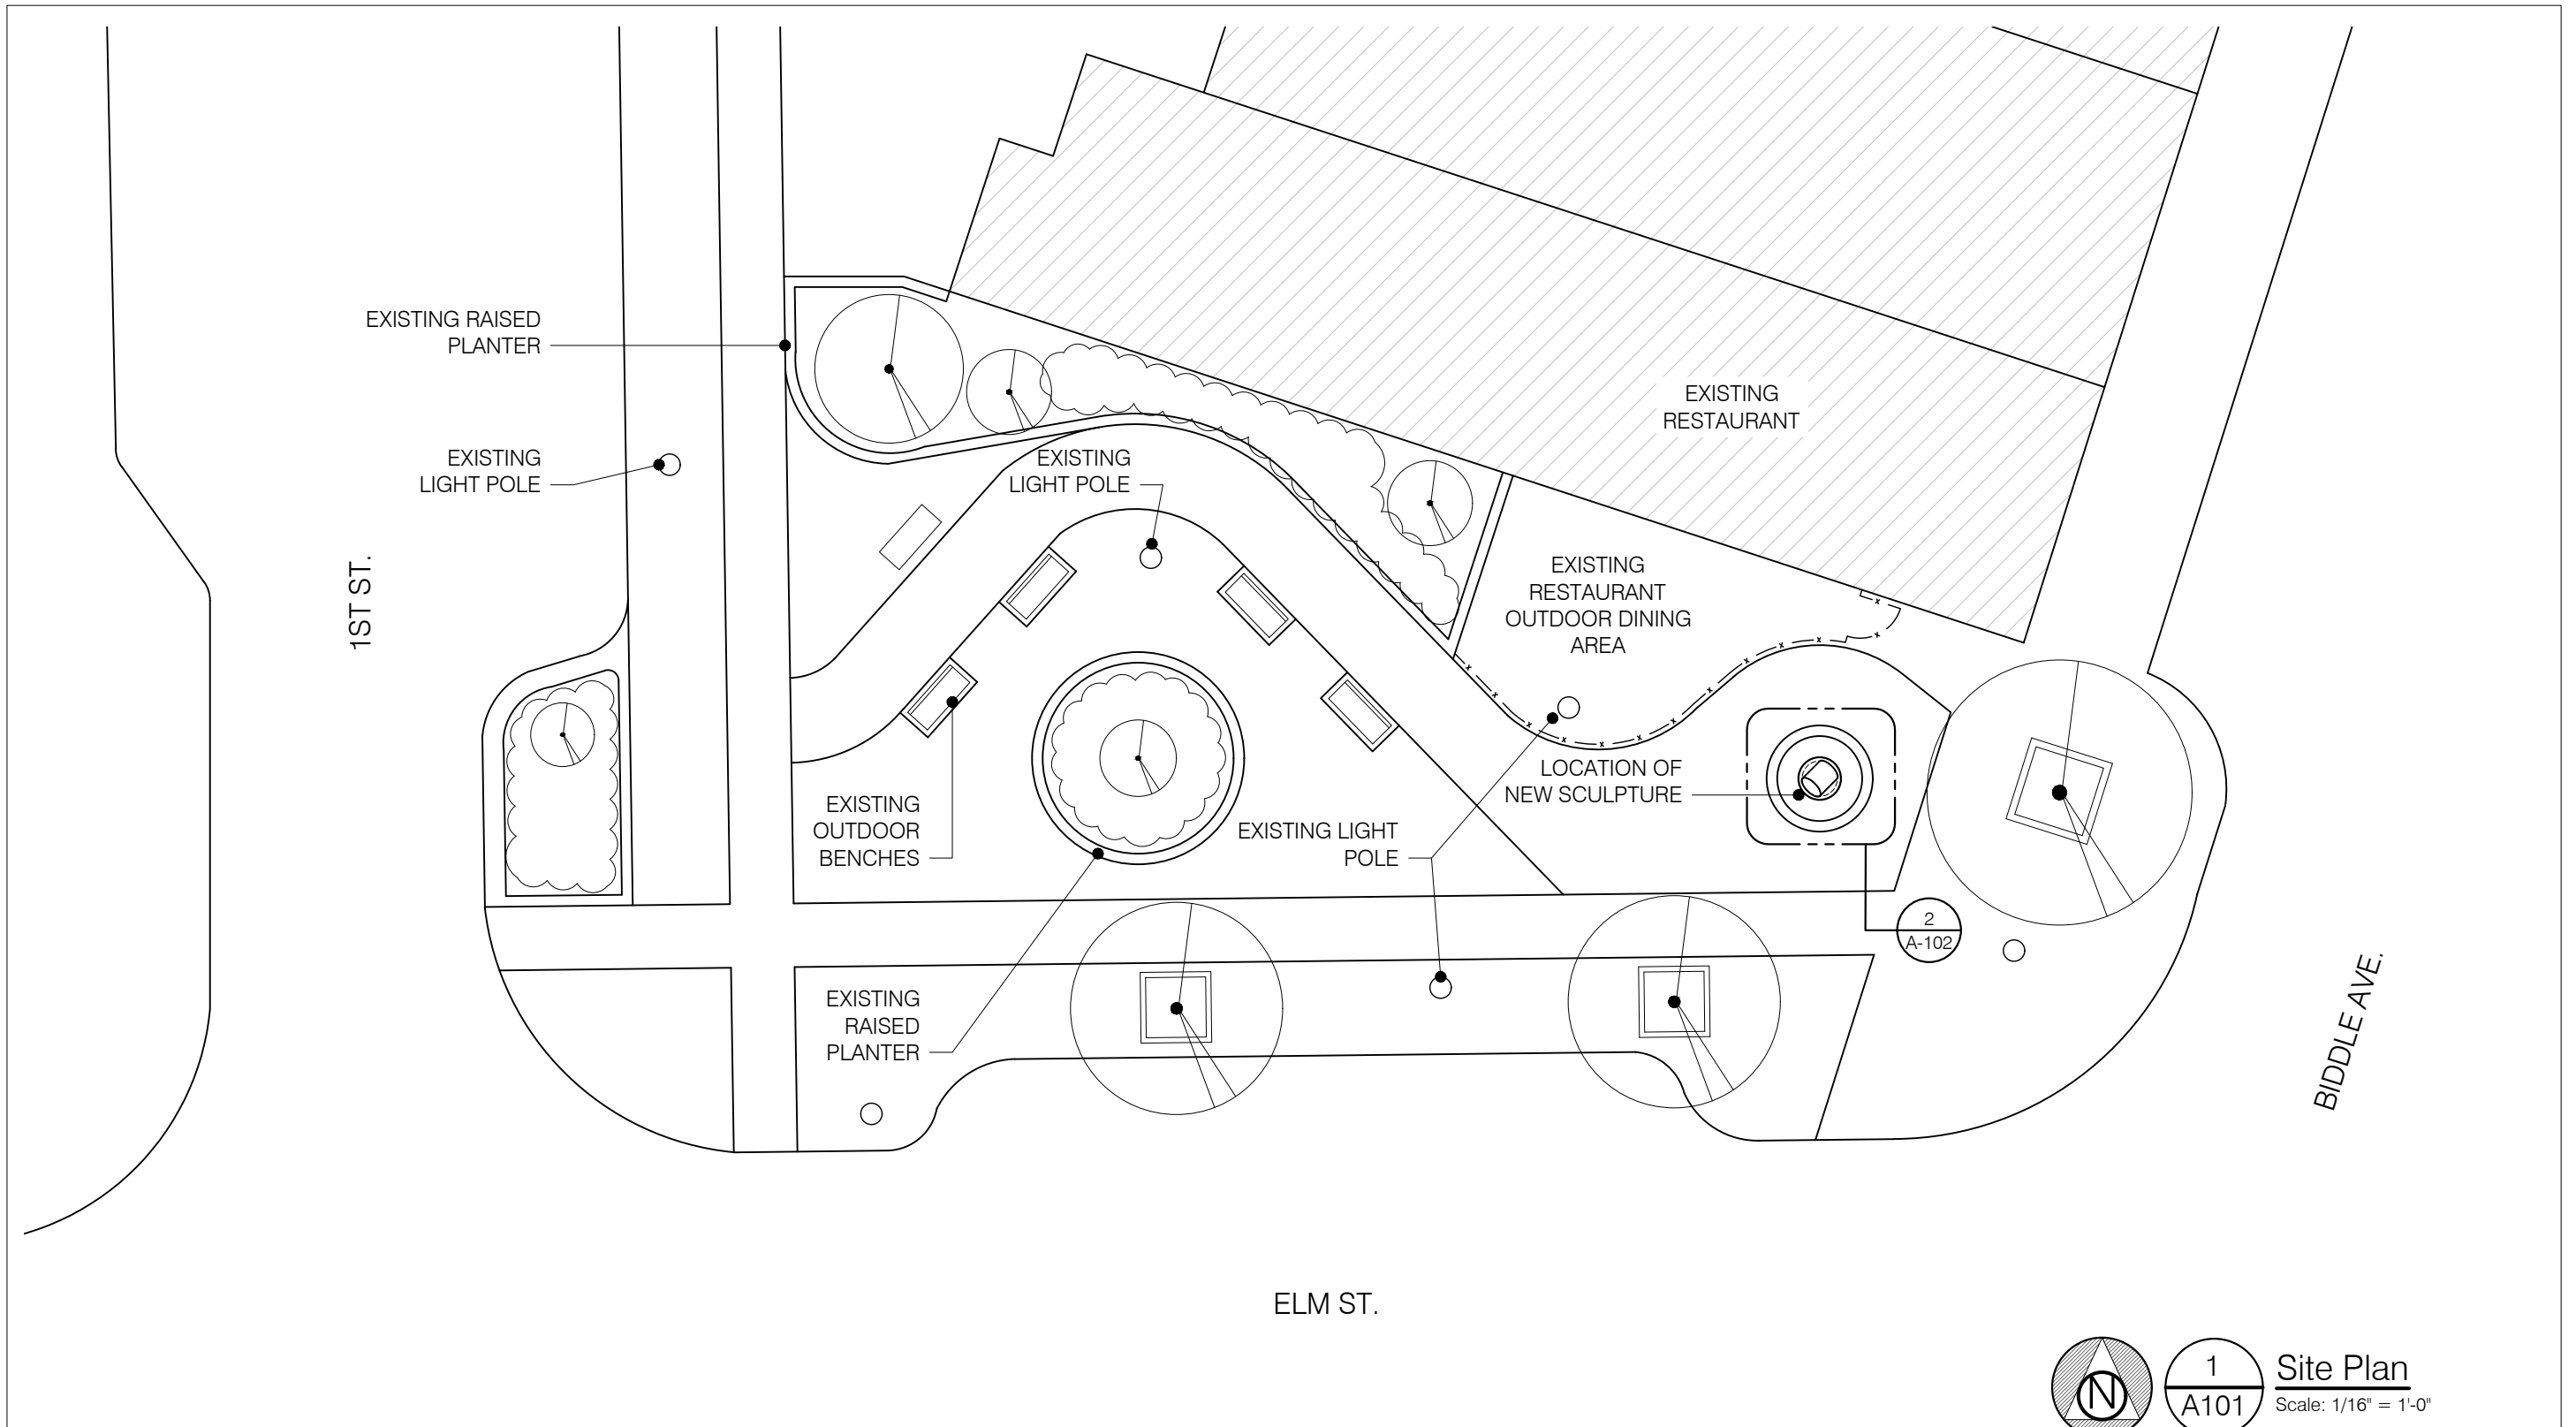 EXISTING RAISED
PLANTER
EXISTING
RESTAURANT
EXISTING
LIGHT POLE
EXISTING
LIGHT POLE
1ST ST.
EXISTING
RESTAURANT
OUTDOOR DINING
AREA
LOCATION OF
NEW SCULPTURE
EXISTING
OUTDOOR
BENCHES
EXISTING LIGHT
POLE
2
A-102
EXISTING
RAISED
PLANTER
BIDDLE AVE.
ELM ST.
N
1
A101
Site Plan
Scale: 1/16" = 1'-0"